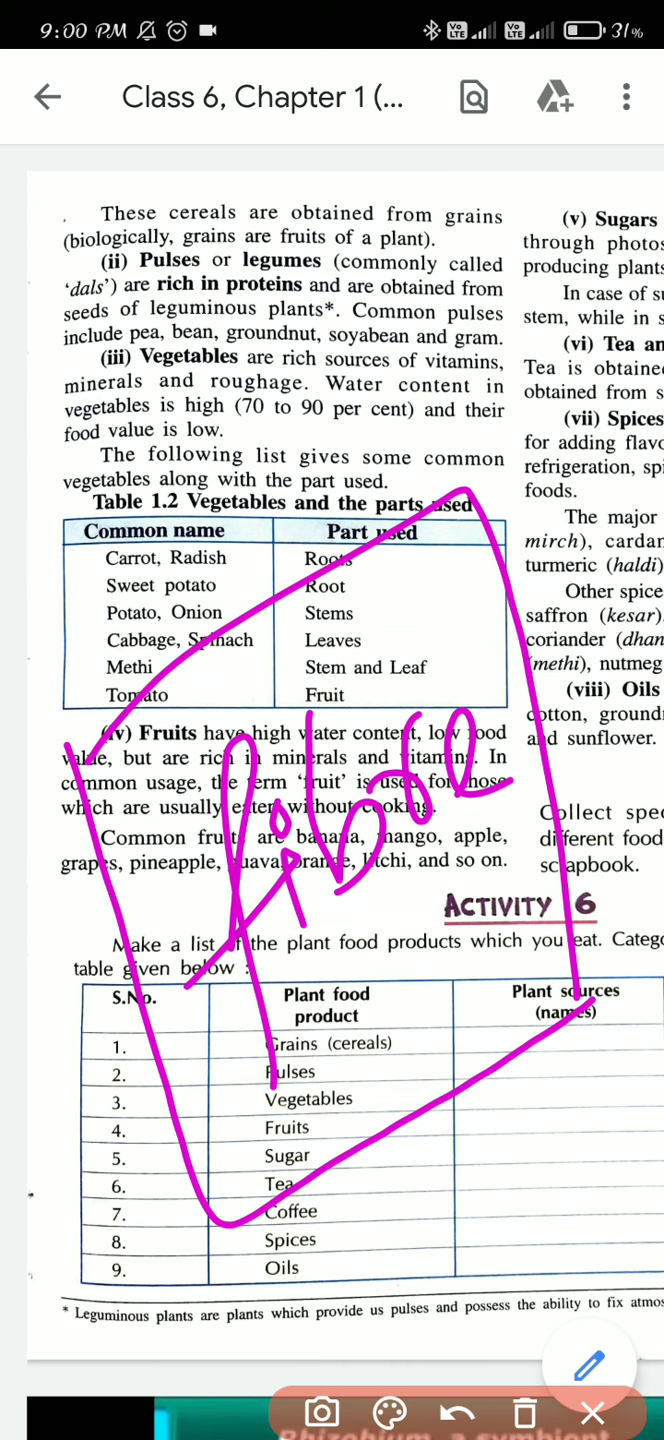 9:00 PM
Vo LTE Vo LTE 31%
Class 6, Chapter 1 (...
These cereals are obtained from grains
(biologically, grains are fruits of a plant).
(ii) Pulses or legumes (commonly called
‘dals’) are rich in proteins and are obtained from
seeds of leguminous plants*. Common pulses
include pea, bean, groundnut, soyabean and gram.
(iii) Vegetables are rich sources of vitamins,
minerals and roughage. Water content in
vegetables is high (70 to 90 per cent) and their
food value is low.
The following list gives some common
vegetables along with the part used.
Table 1.2 Vegetables and the parts used
Common name Part used
Carrot, Radish Roots
Sweet potato Root
Potato, Onion Stems
Cabbage, Spinach Leaves
Methi Stem and Leaf
Tomato Fruit
(iv) Fruits have high water content, low food
value, but are rich in minerals and vitamins. In
common usage, the term ‘fruit’ is used for those
which are usually eaten without cooking.
Common fruits are banana, mango, apple,
grapes, pineapple, guava, orange, litchi, and so on.
(v) Sugars
through photos
producing plants
In case of su
stem, while in s
(vi) Tea an
Tea is obtaine
obtained from s
(vii) Spices
for adding flavo
refrigeration, spi
foods.
The major
mirch), cardan
turmeric (haldi)
Other spice
saffron (kesar)
coriander (dhan
(methi), nutmeg
(viii) Oils
cotton, ground
and sunflower.
Collect spec
different food
scrapbook.
ACTIVITY 6
Make a list of the plant food products which you eat. Catego
table given below :
S.No. Plant food product Plant sources (names)
1. Grains (cereals)
2. Pulses
3. Vegetables
4. Fruits
5. Sugar
6. Tea
7. Coffee
8. Spices
9. Oils
* Leguminous plants are plants which provide us pulses and possess the ability to fix atmos